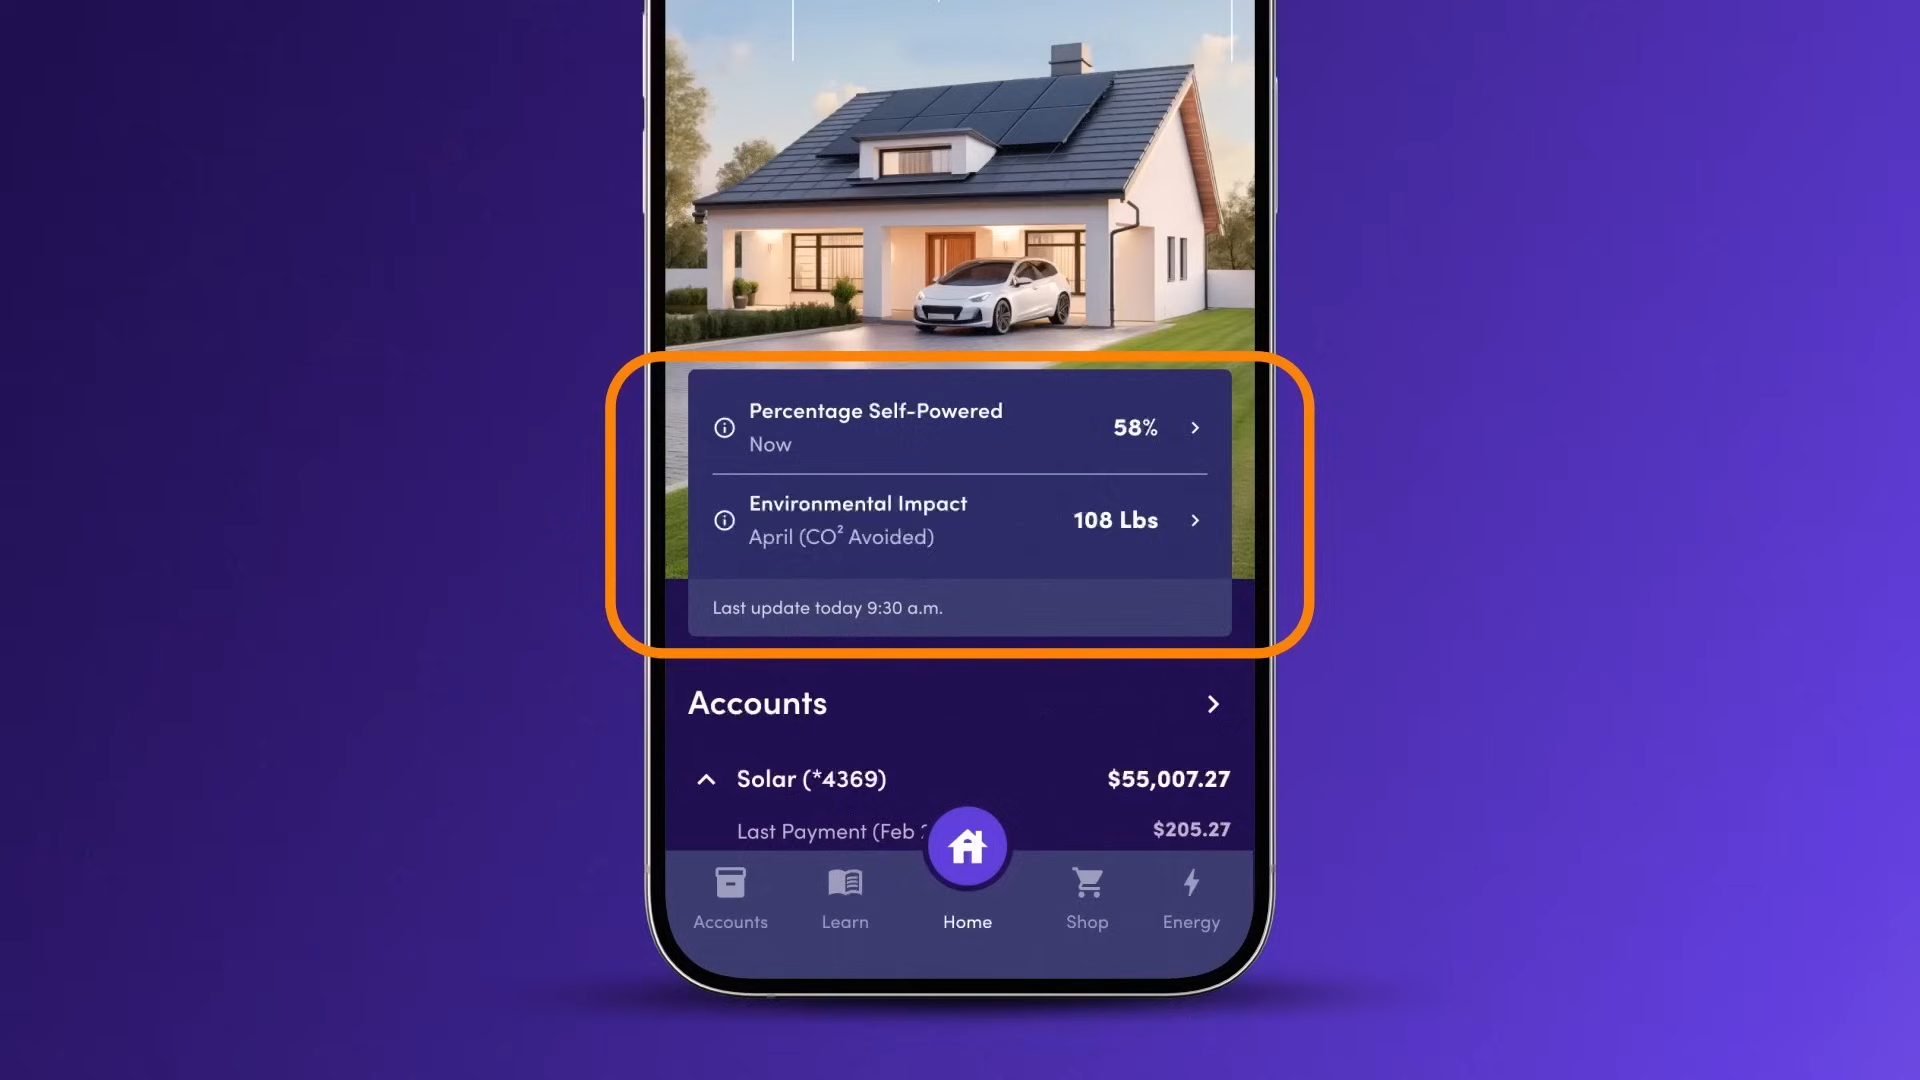 Percentage Self-Powered
Now
58%
Environmental Impact
April (CO² Avoided)
108 Lbs
Last update today 9:30 a.m.
Accounts
Solar (*4369)
$55,007.27
Last Payment (Feb
$205.27
Accounts
Learn
Home
Shop
Energy